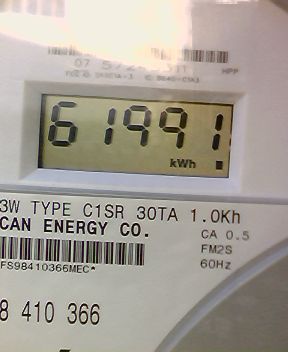 61991
kWh
3W TYPE C1SR 30TA 1.0Kh
CAN ENERGY CO.
CA 0.5
FM2S
60Hz
FS98410366MEC*
8 410 366